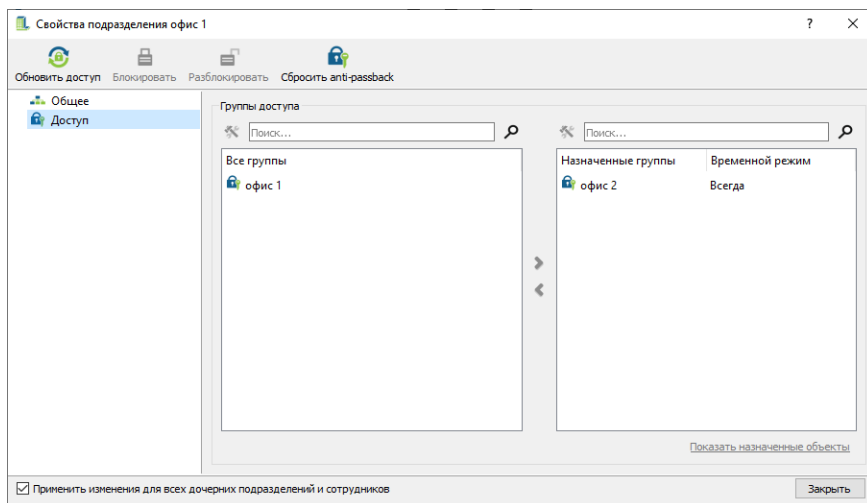 Свойства подразделения офис 1
?
Обновить доступ Блокировать Разблокировать Сбросить anti-passback
Общее
Доступ
Группы доступа
Поиск... Поиск...
Все группы Назначенные группы Временной режим
офис 1 офис 2 Всегда
Показать назначенные объекты
Применить изменения для всех дочерних подразделений и сотрудников Закрыть